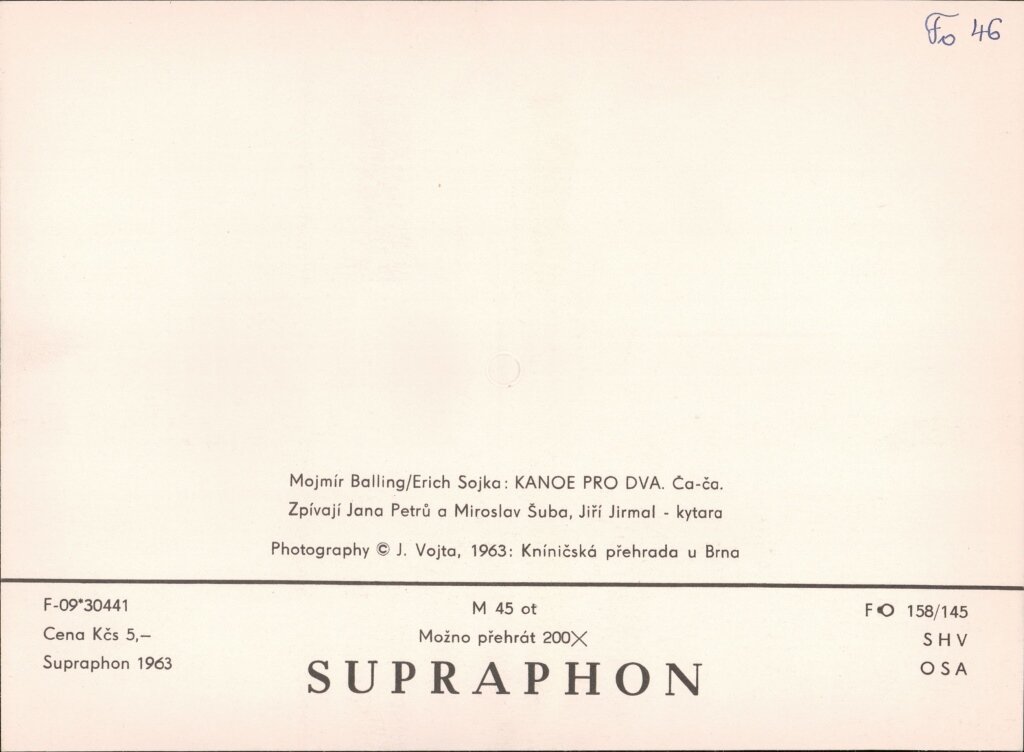 Fo 46
Mojmír Balling/Erich Sojka: KANOE PRO DVA. Ča-ča.
Zpívají Jana Petrů a Miroslav Šuba, Jiří Jirmal - kytara
Photography © J. Vojta, 1963: Kníničská přehrada u Brna
F-09*30441
Cena Kčs 5,—
Supraphon 1963
M 45 ot
Možno přehrát 200X
SUPRAPHON
FO 158/145
SHV
OSA